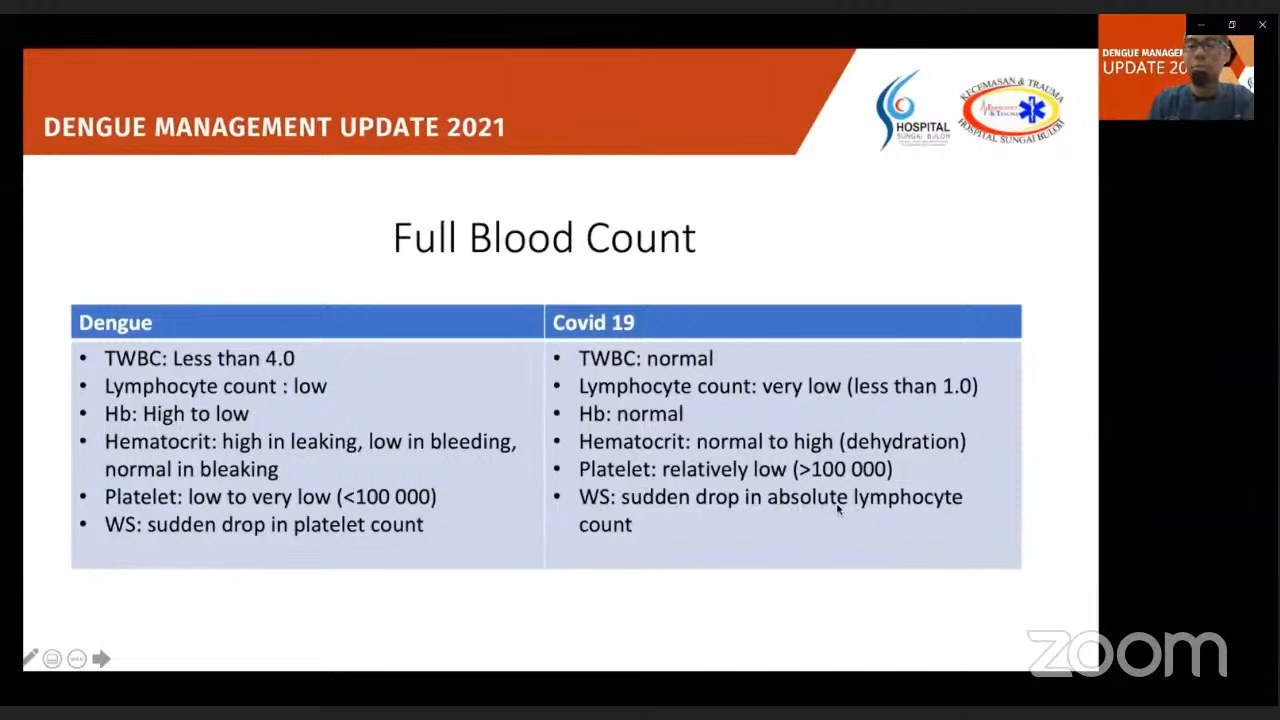 DENGUE MANAGEMENT UPDATE 2021
HOSPITAL
SUNGAI BULOH
KECEMASAN & TRAUMA
HOSPITAL SUNGAI BULOH
DENGUE MANAGEM
UPDATE 20
Full Blood Count
Dengue
• TWBC: Less than 4.0
• Lymphocyte count : low
• Hb: High to low
• Hematocrit: high in leaking, low in bleeding,
normal in bleaking
• Platelet: low to very low (<100 000)
• WS: sudden drop in platelet count
Covid 19
• TWBC: normal
• Lymphocyte count: very low (less than 1.0)
• Hb: normal
• Hematocrit: normal to high (dehydration)
• Platelet: relatively low (>100 000)
• WS: sudden drop in absolute lymphocyte
count
zoom